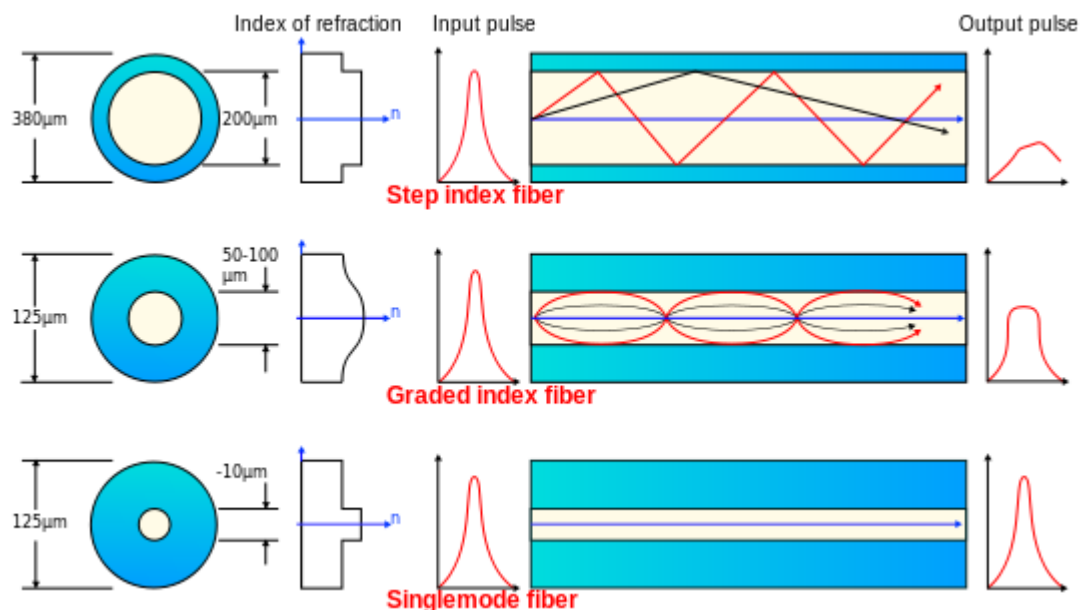 Index of refraction
Input pulse
Output pulse
380µm
200µm
n
Step index fiber
50-100
µm
125µm
n
Graded index fiber
-10µm
125µm
n
Singlemode fiber